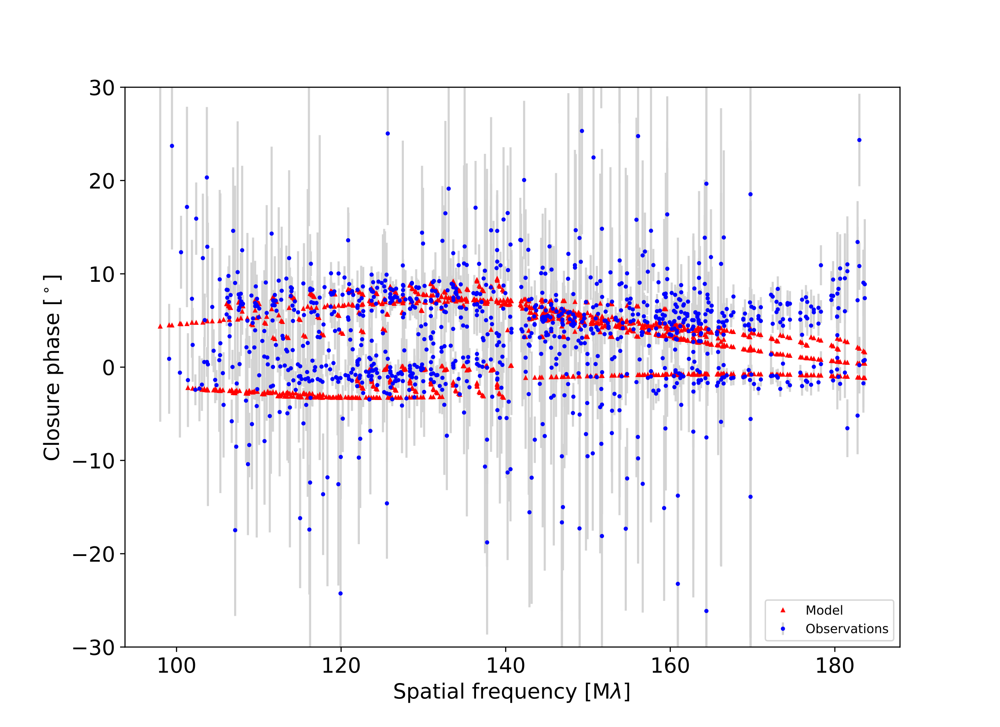 30
20
10
0
−10
−20
−30
Closure phase [ ° ]
100 120 140 160 180
Spatial frequency [Mλ]
Model
Observations